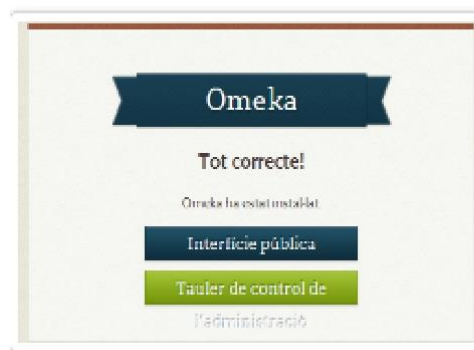 Omeka
Tot correcte!
Omeka ha estat instal·lat
Interfície pública
Tauler de control de
l'administració